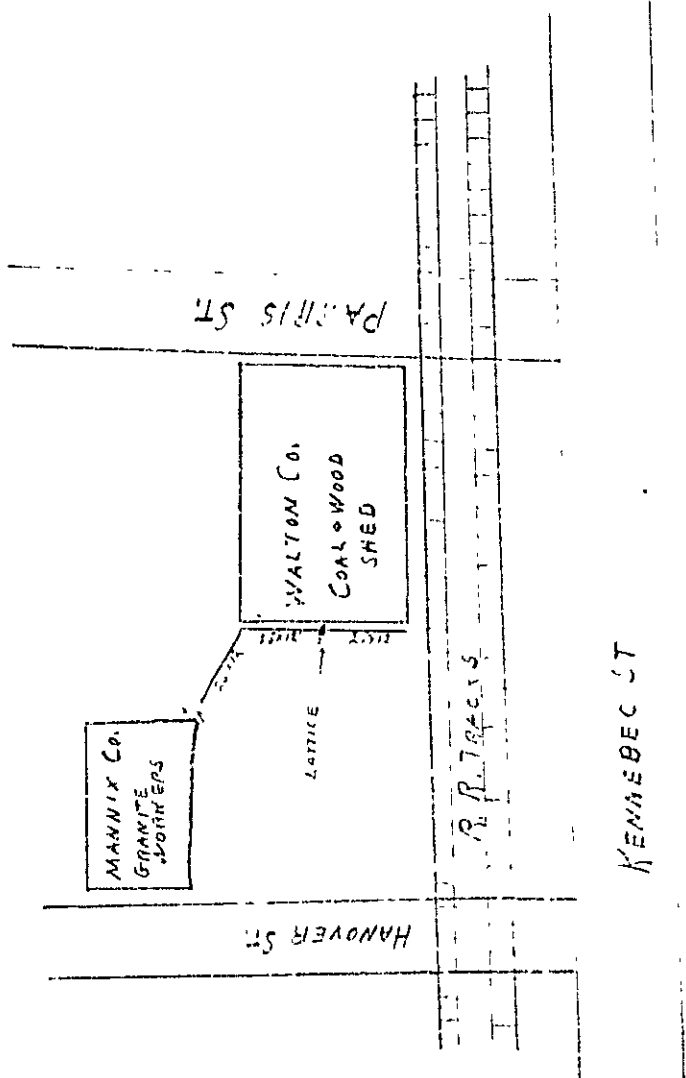 PARRIS ST.
WALTON CO.
COAL & WOOD
SHED
MANNIX CO.
GRANITE
WORKERS
LATTICE
HANOVER ST.
R. R. TRACKS
KENNEBEC ST